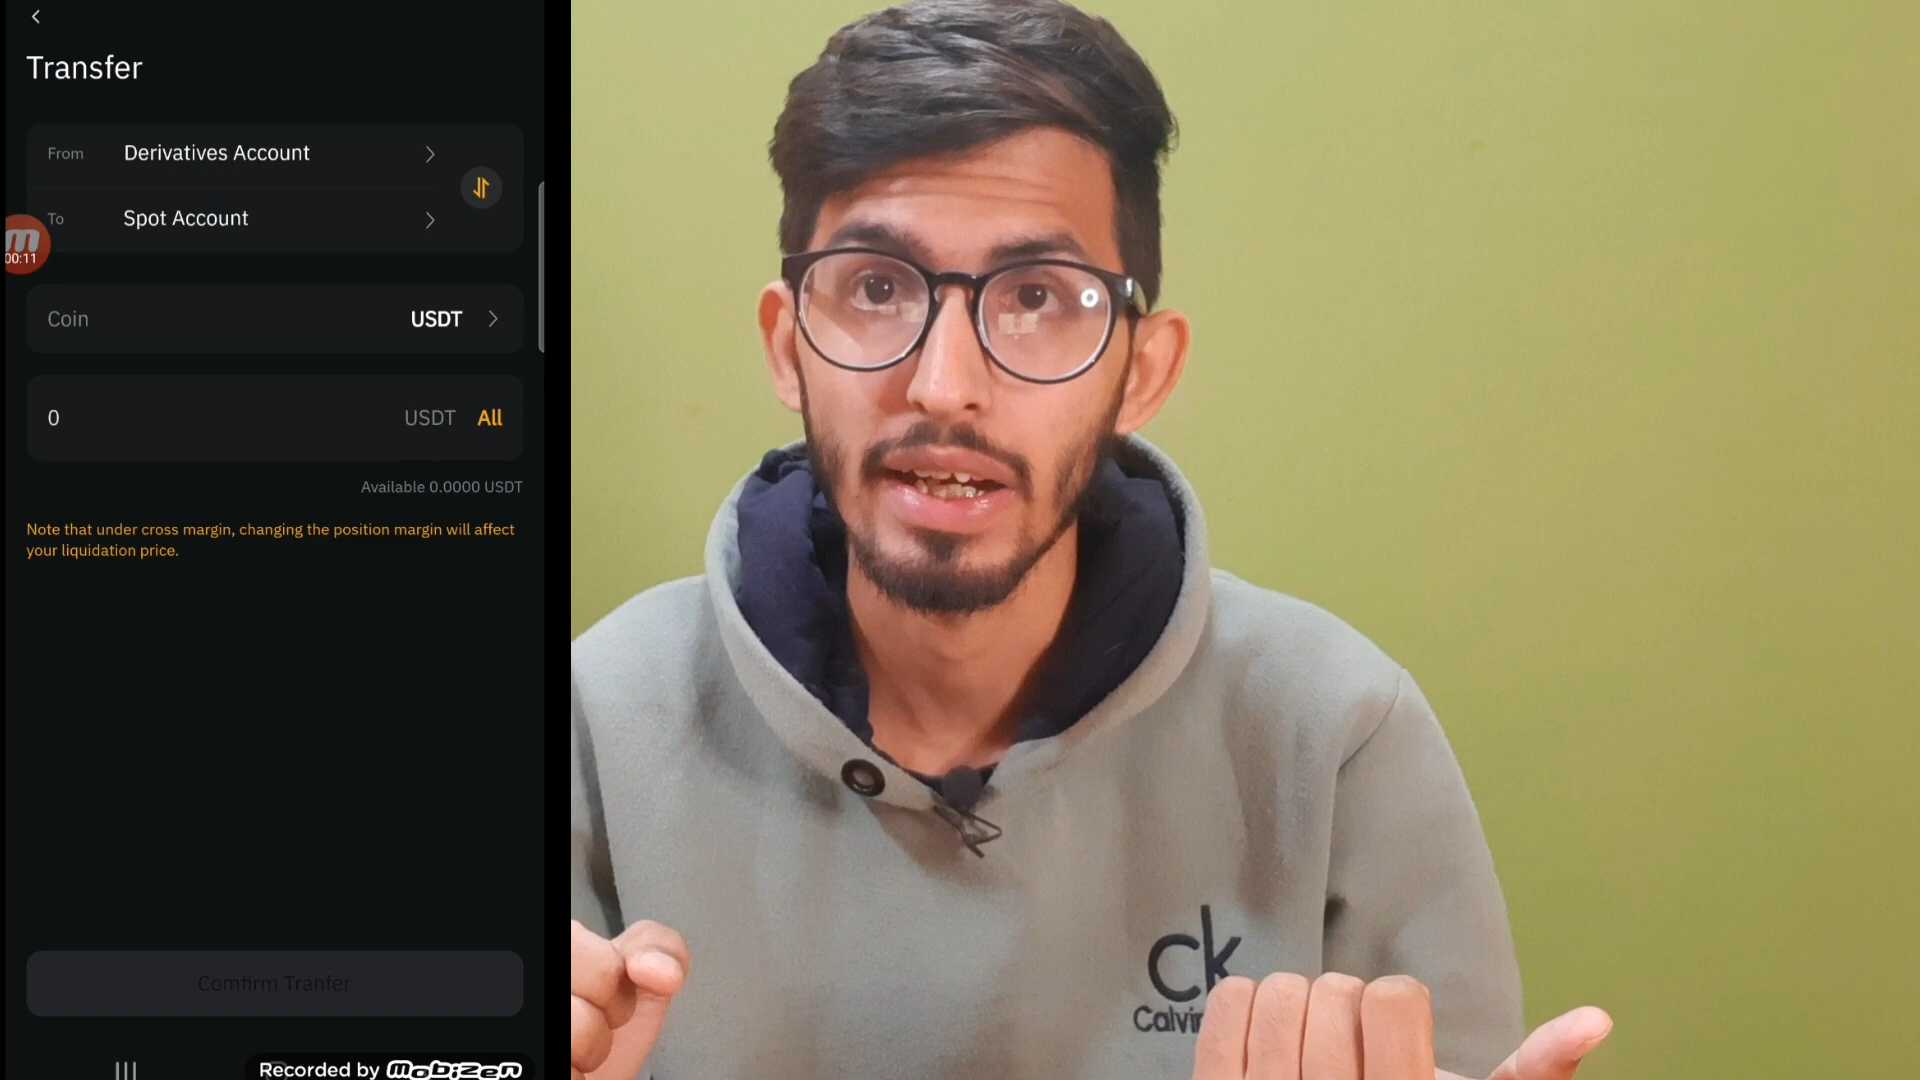 Transfer
From Derivatives Account
To Spot Account
m
00:11
Coin USDT
0 USDT All
Available 0.0000 USDT
Note that under cross margin, changing the position margin will affect
your liquidation price.
Comfirm Tranfer
Recorded by mobizen
ck
Calvin